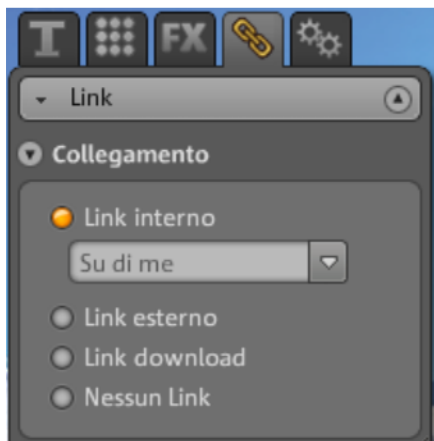 T FX
Link
Collegamento
Link interno
Su di me
Link esterno
Link download
Nessun Link